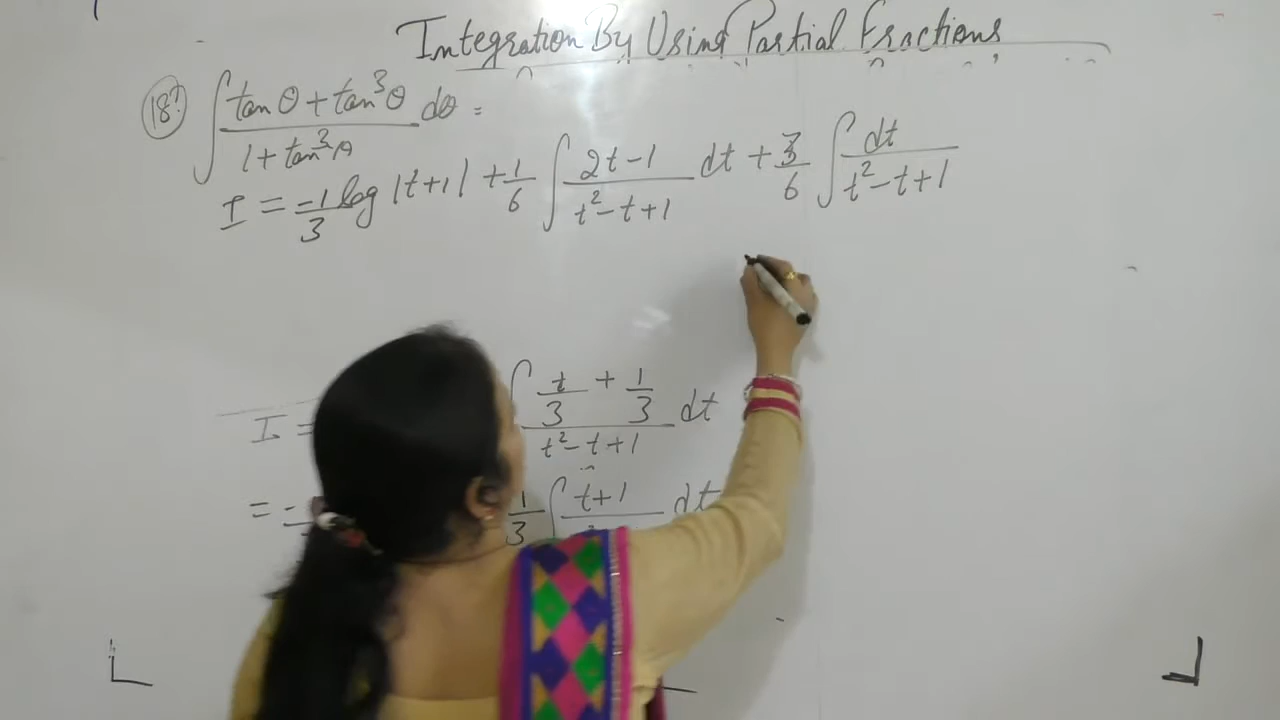 Integration By Using Partial Fractions
18? ∫ (tan θ + tan³θ)/(1 + tan³θ) dθ =
I = -1/3 log |t+1| + 1/6 ∫ (2t-1)/(t²-t+1) dt + 3/6 ∫ dt/(t²-t+1)
I = ∫ (t/3 + 1/3)/(t²-t+1) dt
= 1/3 ∫ (t+1) dt